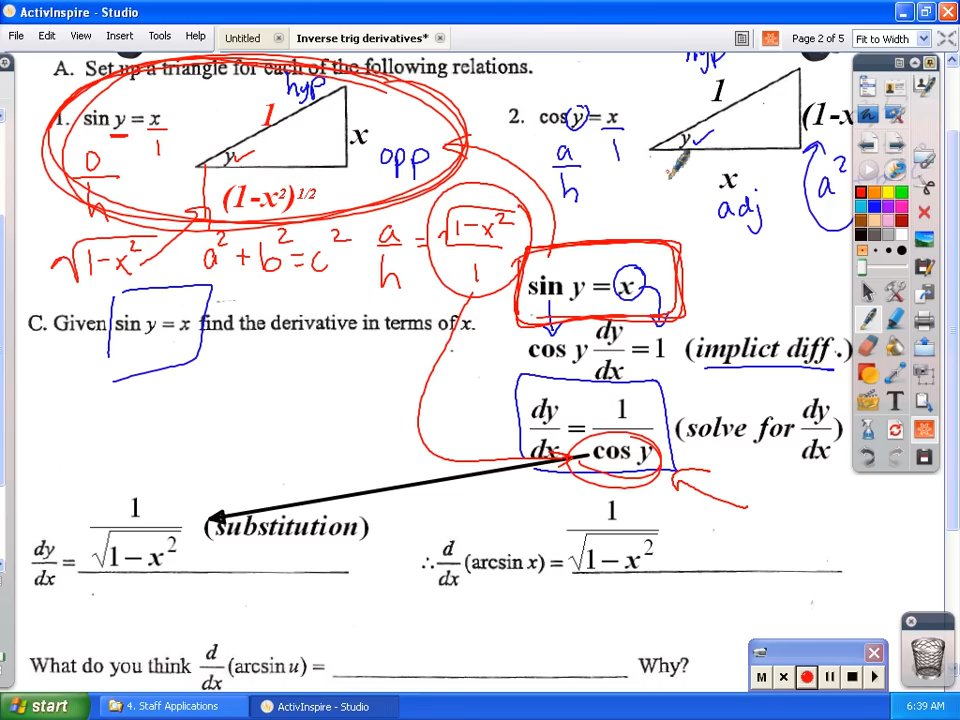 ActivInspire - Studio
File Edit View Insert Tools Help Untitled Inverse trig derivatives* Page 2 of 5 Fit to Width
A. Set up a triangle for each of the following relations.
hyp
hyp
1. sin y = x
1
x
2. cos y = x
1
(1-x
o
h
1
y
opp
a
h
1
y
x
adj
a²
(1-x²)^1/2
√1-x²
a² + b² = c²
a/h = √1-x² / 1
sin y = x
C. Given sin y = x find the derivative in terms of x.
cos y dy/dx = 1 (implict diff.)
dy/dx = 1/cos y (solve for dy/dx)
dy/dx = 1/√1-x² (substitution)
∴ d/dx (arcsin x) = 1/√1-x²
What do you think d/dx (arcsin u) = ____________ Why?
M
start 4. Staff Applications ActivInspire - Studio 6:39 AM